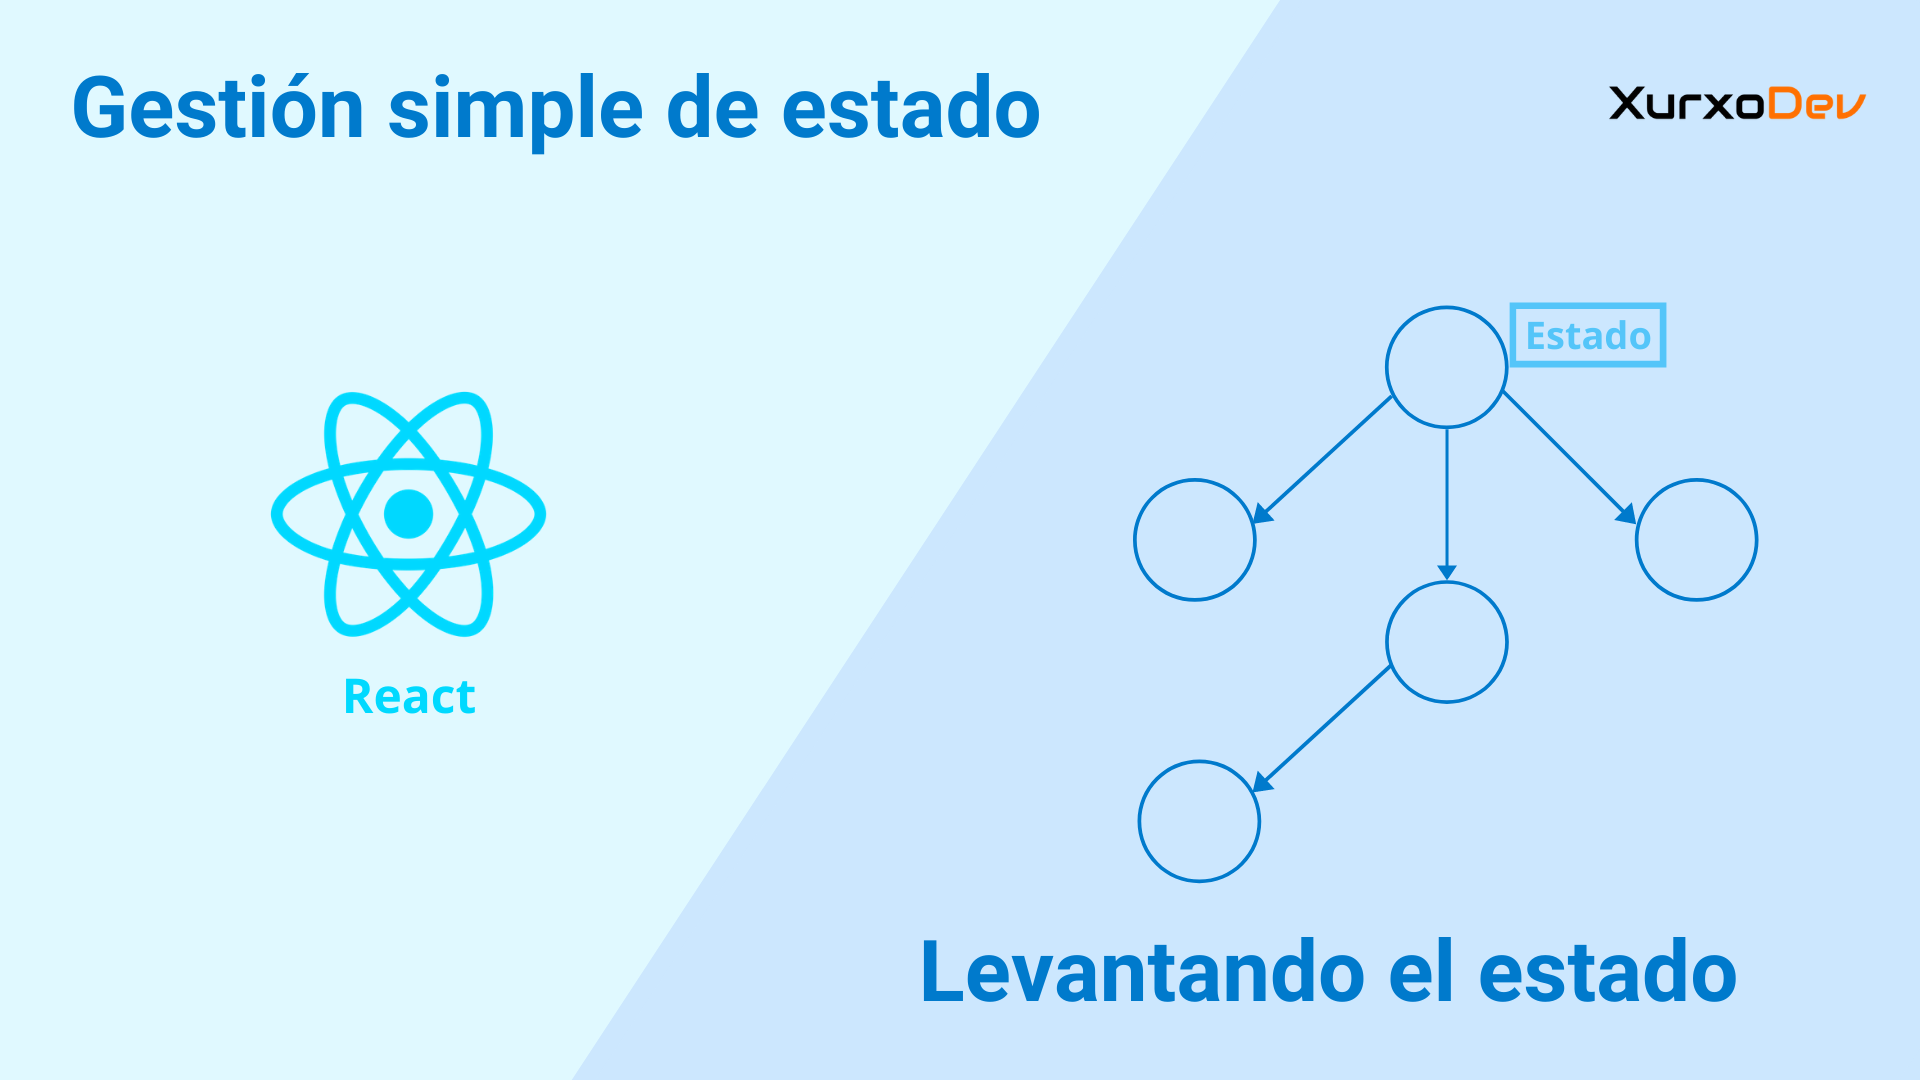 Gestión simple de estado
XurxoDev
Estado
React
Levantando el estado